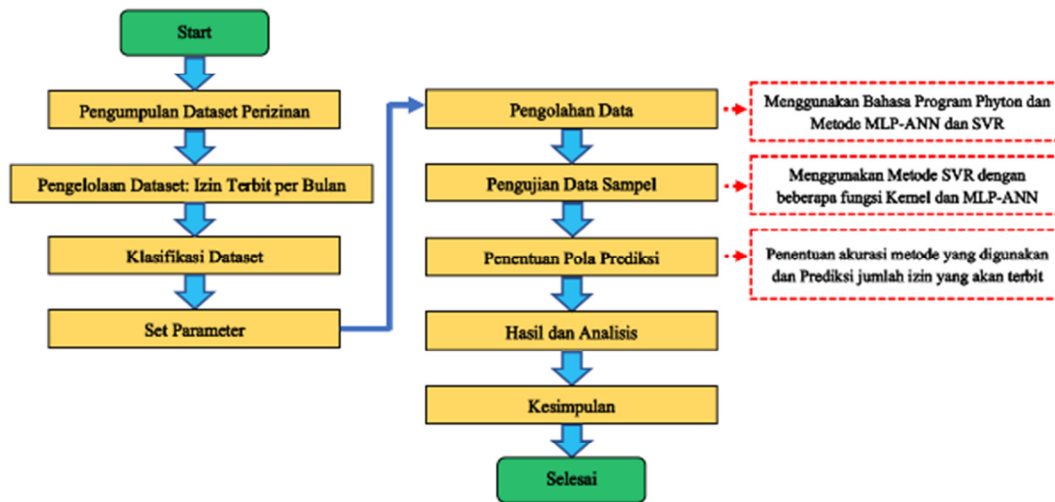 Start
Pengumpulan Dataset Perizinan
Pengelolaan Dataset: Izin Terbit per Bulan
Klasifikasi Dataset
Set Parameter
Pengolahan Data
Menggunakan Bahasa Program Phyton dan
Metode MLP-ANN dan SVR
Pengujian Data Sampel
Menggunakan Metode SVR dengan
beberapa fungsi Kernel dan MLP-ANN
Penentuan Pola Prediksi
Penentuan akurasi metode yang digunakan
dan Prediksi jumlah izin yang akan terbit
Hasil dan Analisis
Kesimpulan
Selesai